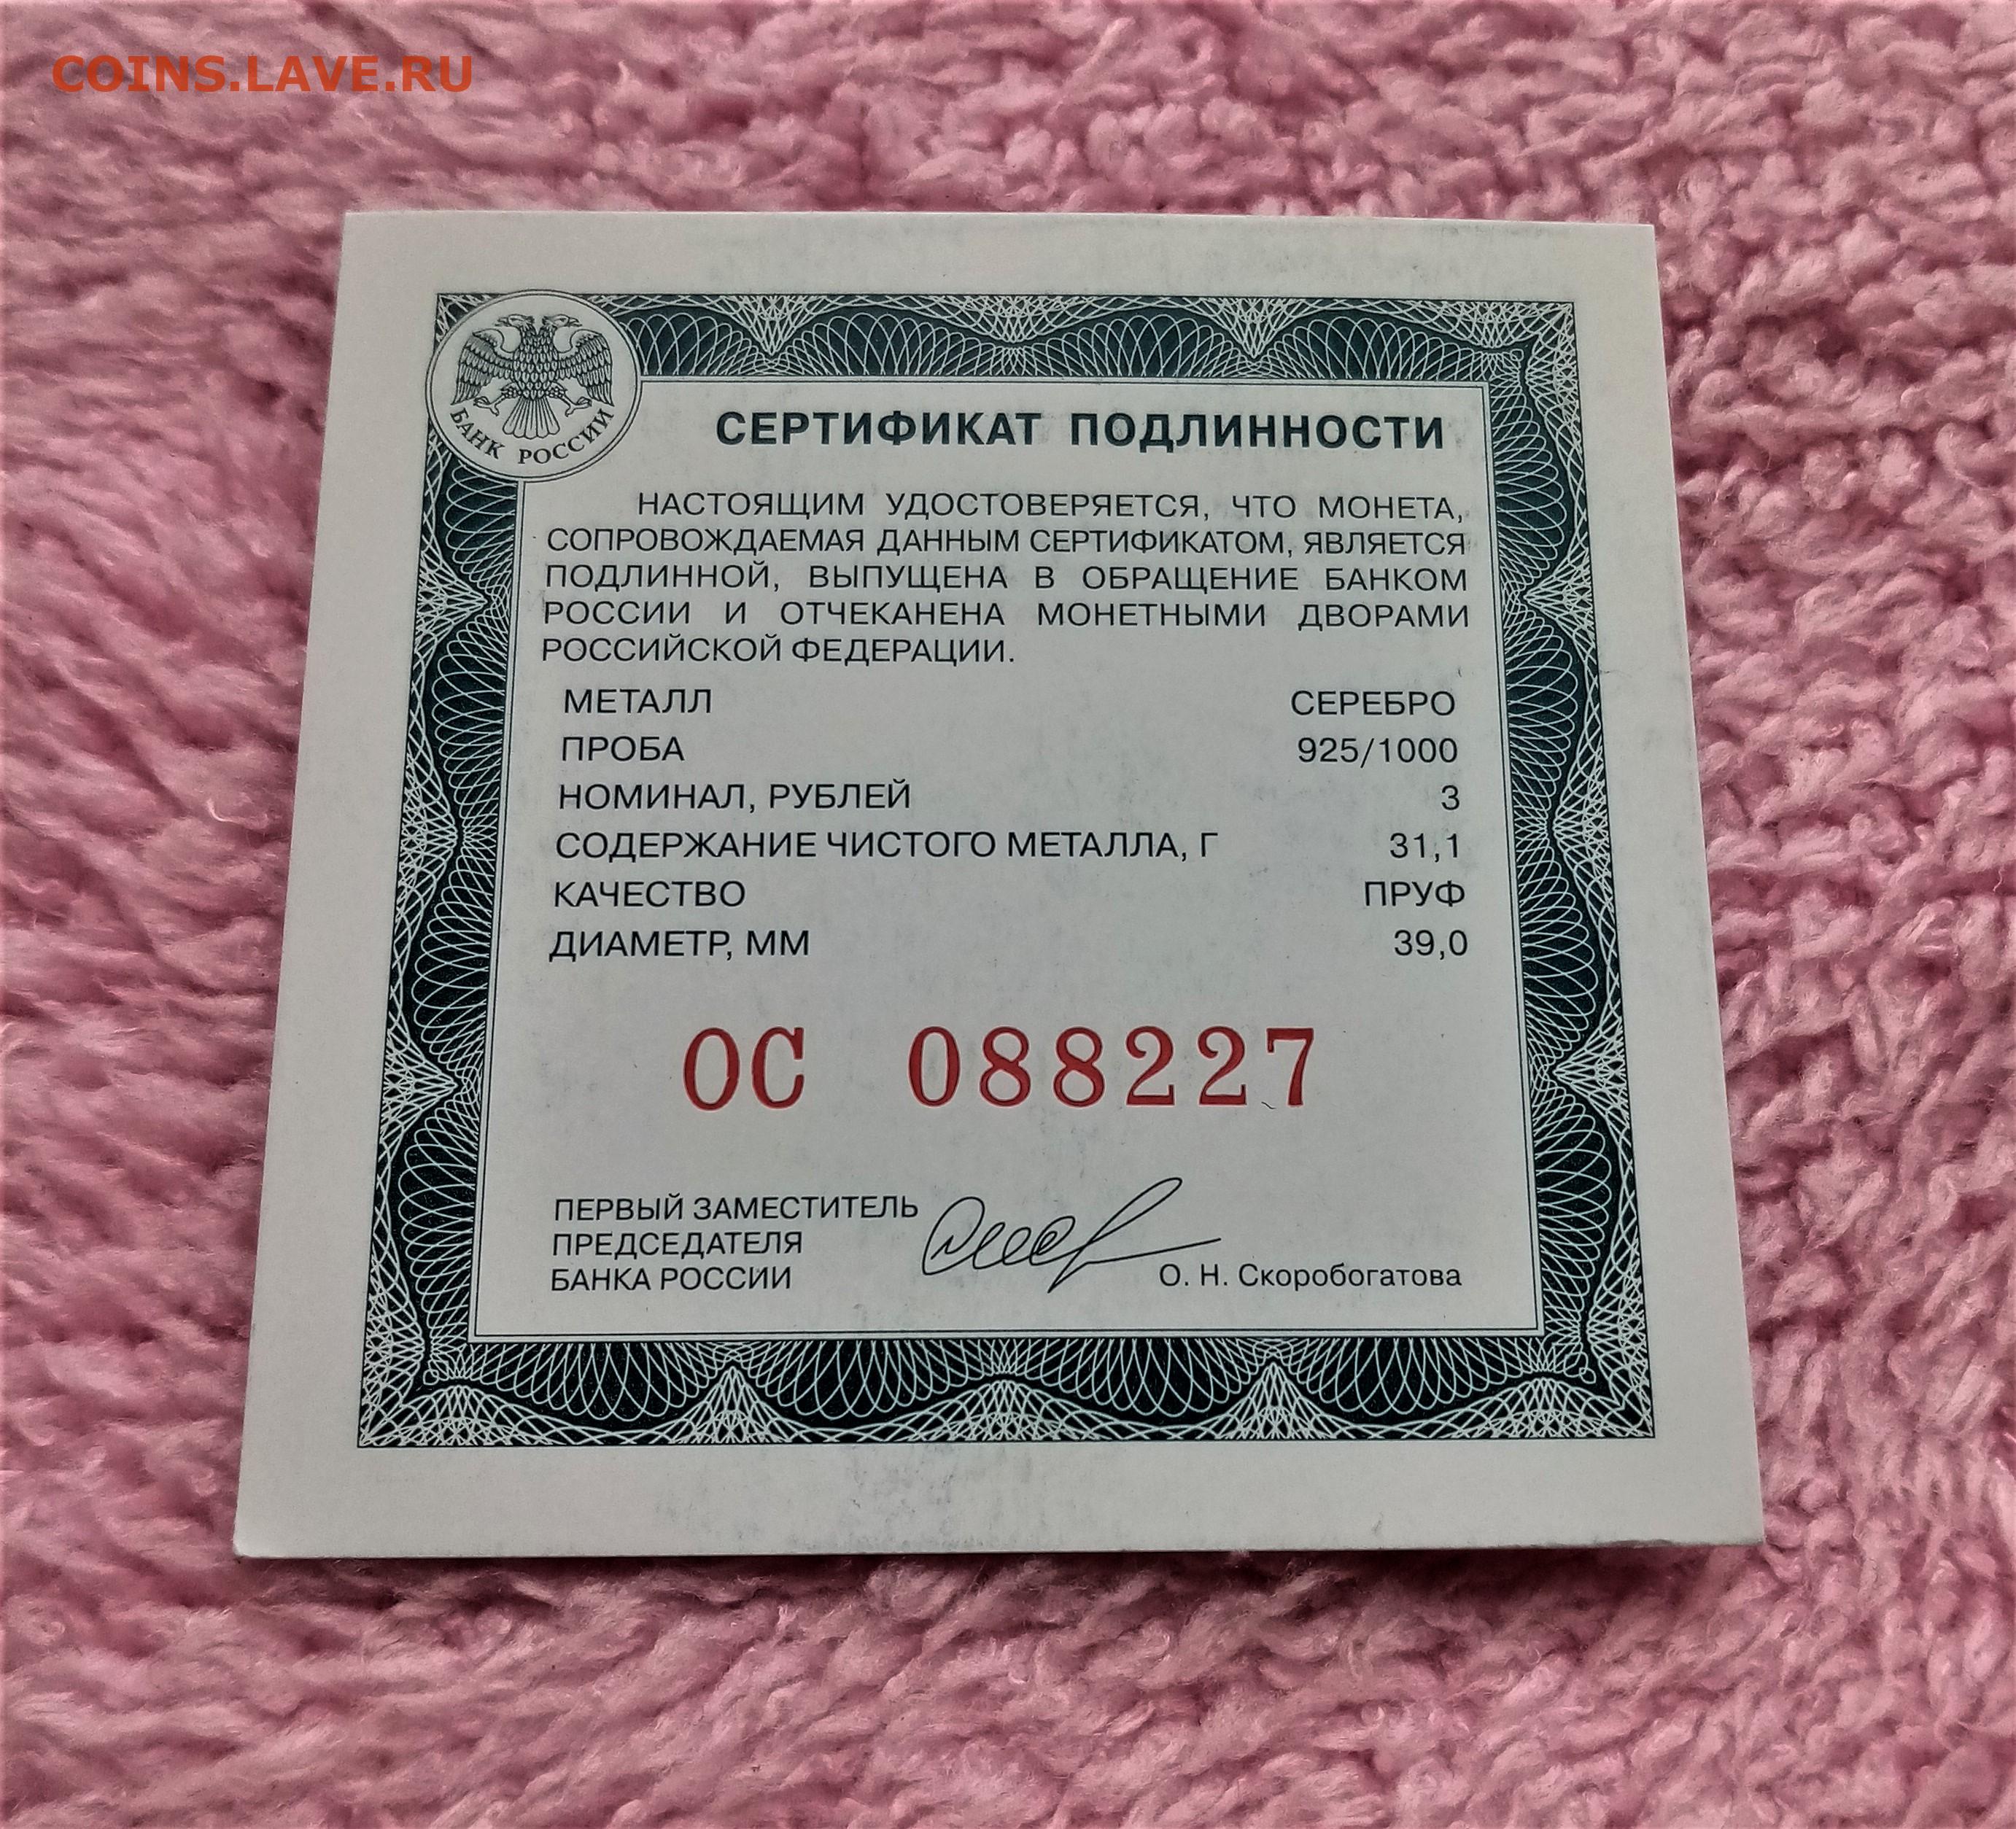 COINS.LAVE.RU
БАНК РОССИИ
СЕРТИФИКАТ ПОДЛИННОСТИ
НАСТОЯЩИМ УДОСТОВЕРЯЕТСЯ, ЧТО МОНЕТА,
СОПРОВОЖДАЕМАЯ ДАННЫМ СЕРТИФИКАТОМ, ЯВЛЯЕТСЯ
ПОДЛИННОЙ, ВЫПУЩЕНА В ОБРАЩЕНИЕ БАНКОМ
РОССИИ И ОТЧЕКАНЕНА МОНЕТНЫМИ ДВОРАМИ
РОССИЙСКОЙ ФЕДЕРАЦИИ.
МЕТАЛЛ СЕРЕБРО
ПРОБА 925/1000
НОМИНАЛ, РУБЛЕЙ 3
СОДЕРЖАНИЕ ЧИСТОГО МЕТАЛЛА, Г 31,1
КАЧЕСТВО ПРУФ
ДИАМЕТР, ММ 39,0
ОС 088227
ПЕРВЫЙ ЗАМЕСТИТЕЛЬ
ПРЕДСЕДАТЕЛЯ
БАНКА РОССИИ О. Н. Скоробогатова